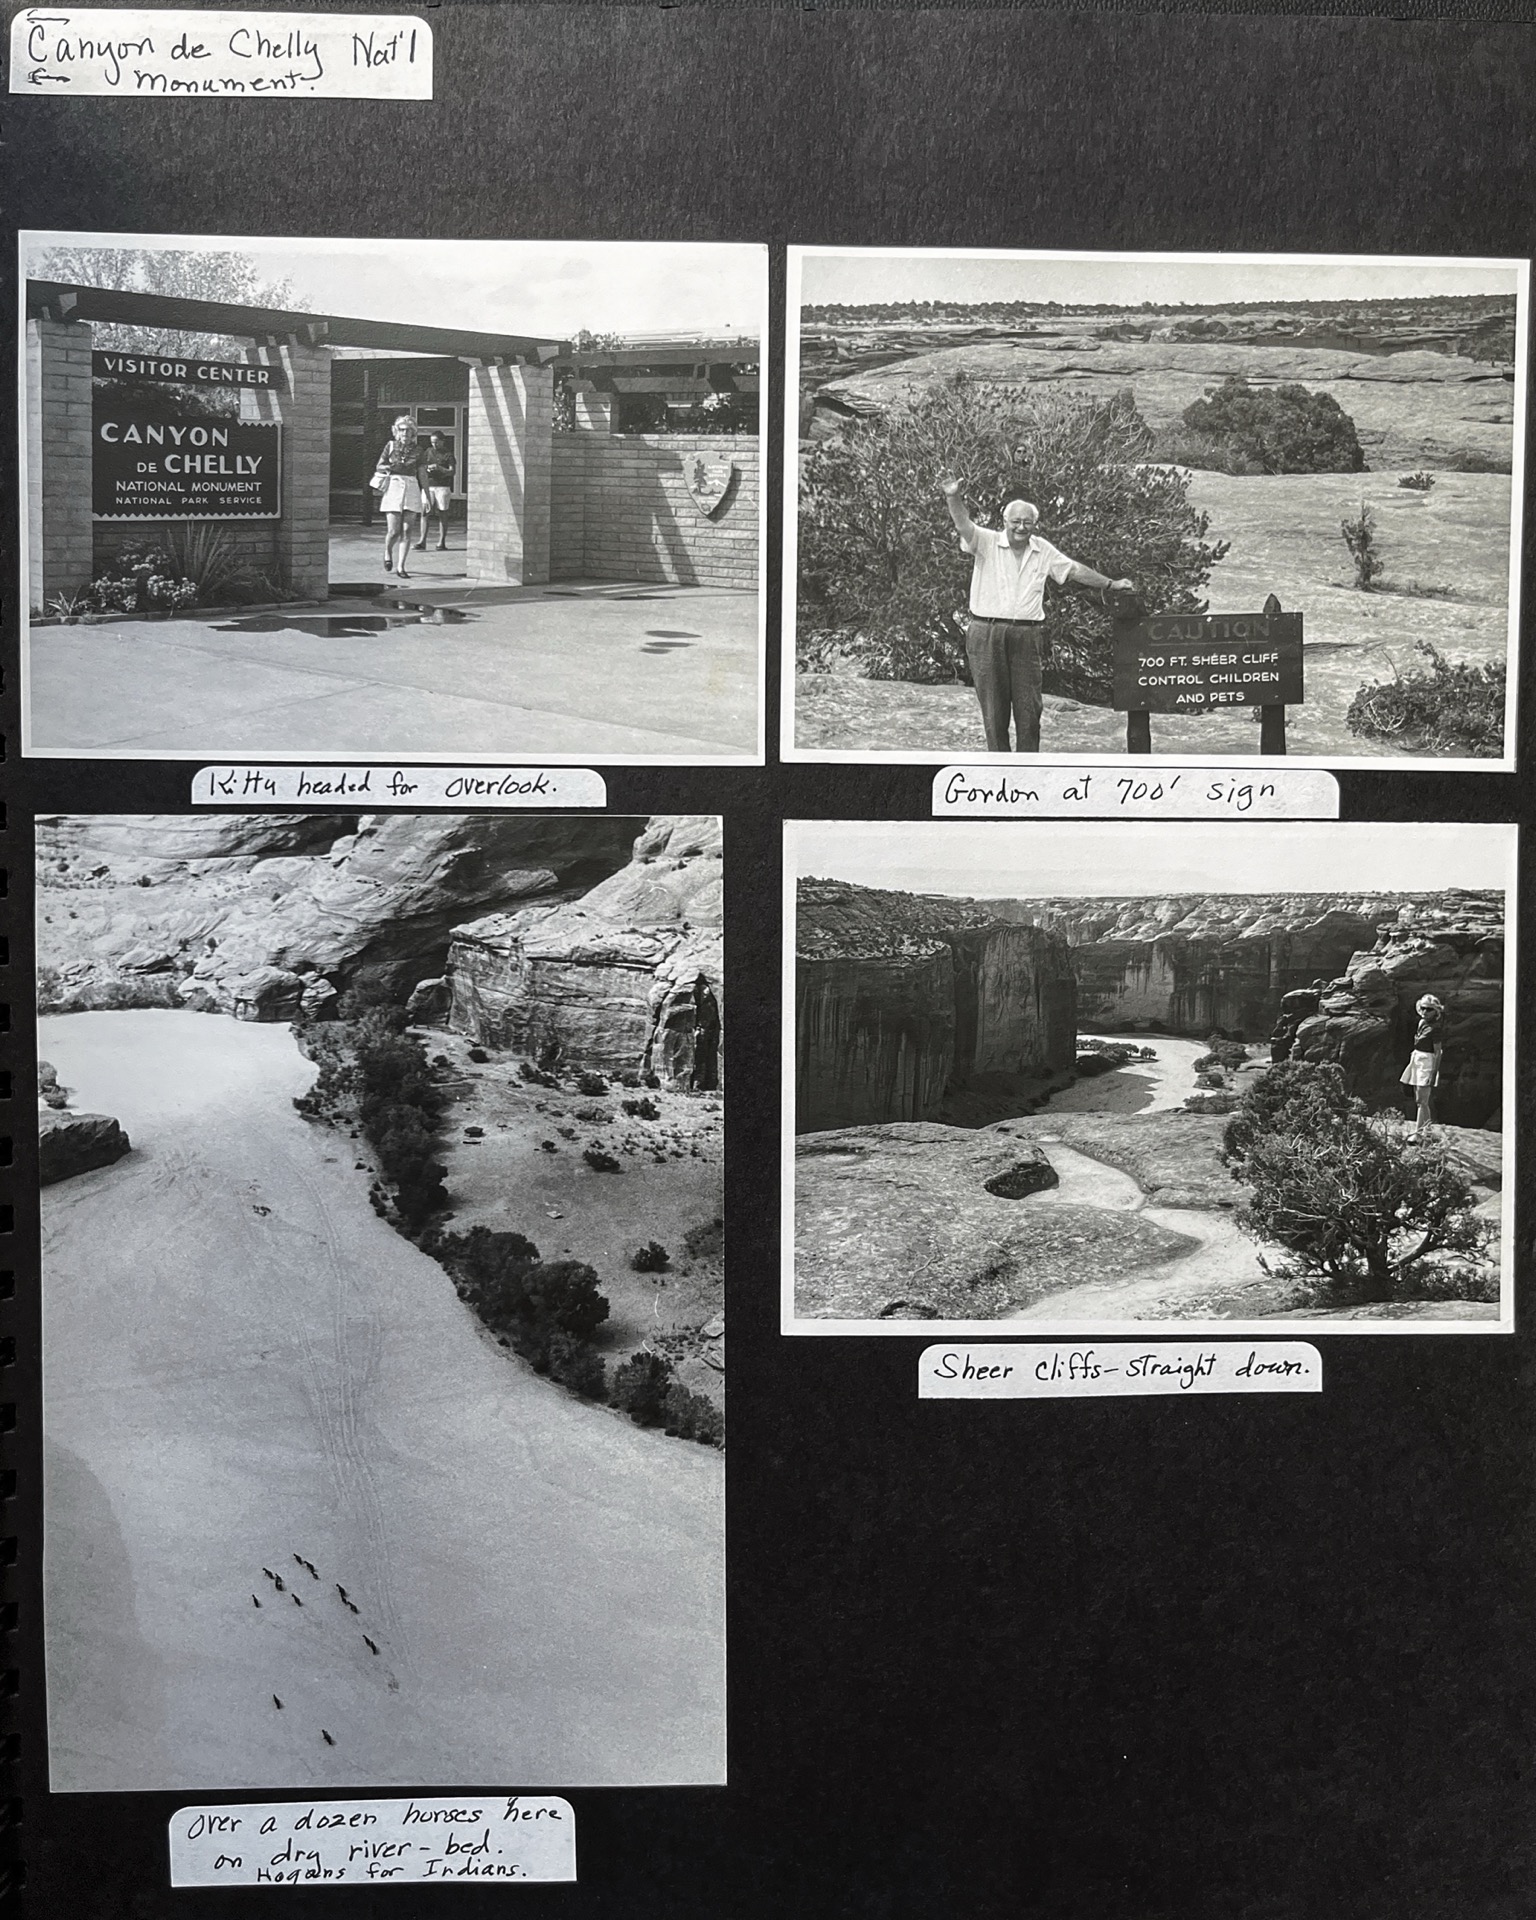 Canyon de Chelly Nat'l
Monument.
VISITOR CENTER
CANYON
DE CHELLY
NATIONAL MONUMENT
NATIONAL PARK SERVICE
CAUTION
700 FT. SHEER CLIFF
CONTROL CHILDREN
AND PETS
Kitty headed for overlook.
Gordon at 700' sign
Sheer cliffs-straight down.
over a dozen horses here
on dry river-bed.
Hogans for Indians.